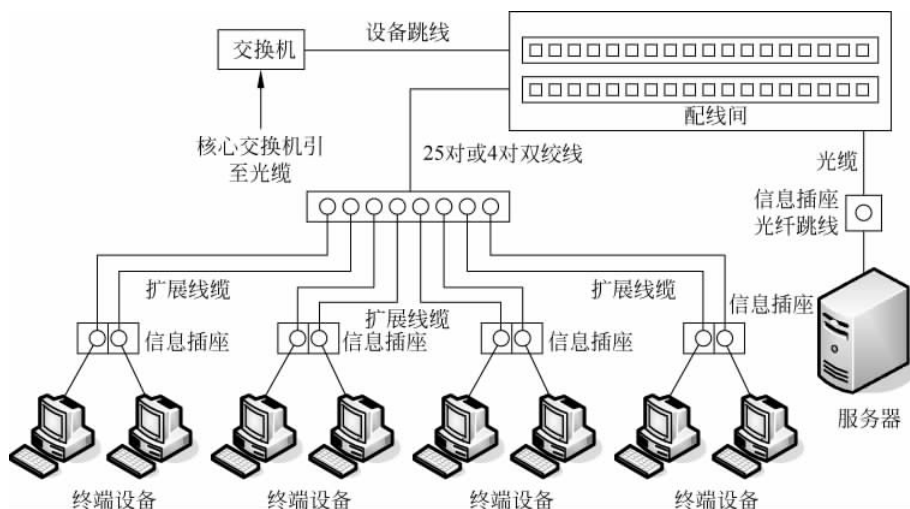 设备跳线
交换机
配线间
核心交换机引
至光缆
25对或4对双绞线
光缆
信息插座
光纤跳线
扩展线缆
扩展线缆
扩展线缆
信息插座
信息插座
信息插座
信息插座
信息插座
服务器
终端设备
终端设备
终端设备
终端设备